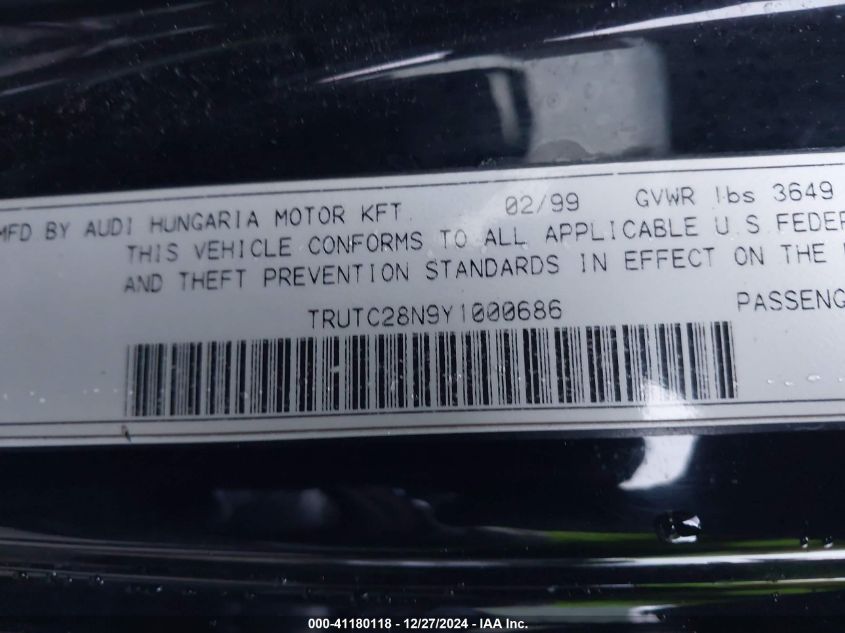 MFD BY AUDI HUNGARIA MOTOR KFT 02/99 GVWR lbs 3649
THIS VEHICLE CONFORMS TO ALL APPLICABLE U.S.FEDER
AND THEFT PREVENTION STANDARDS IN EFFECT ON THE
TRUTC28N9Y1000686 PASSENG
000-41180118 - 12/27/2024 - IAA Inc.